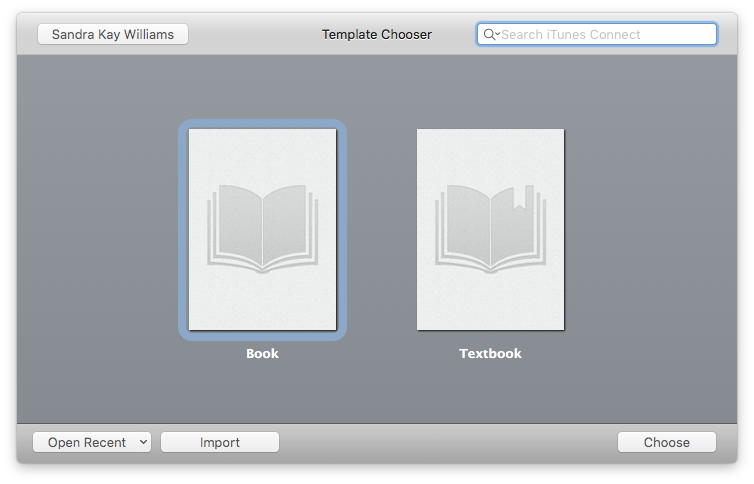 Sandra Kay Williams
Template Chooser
Search iTunes Connect
Book
Textbook
Open Recent
Import
Choose